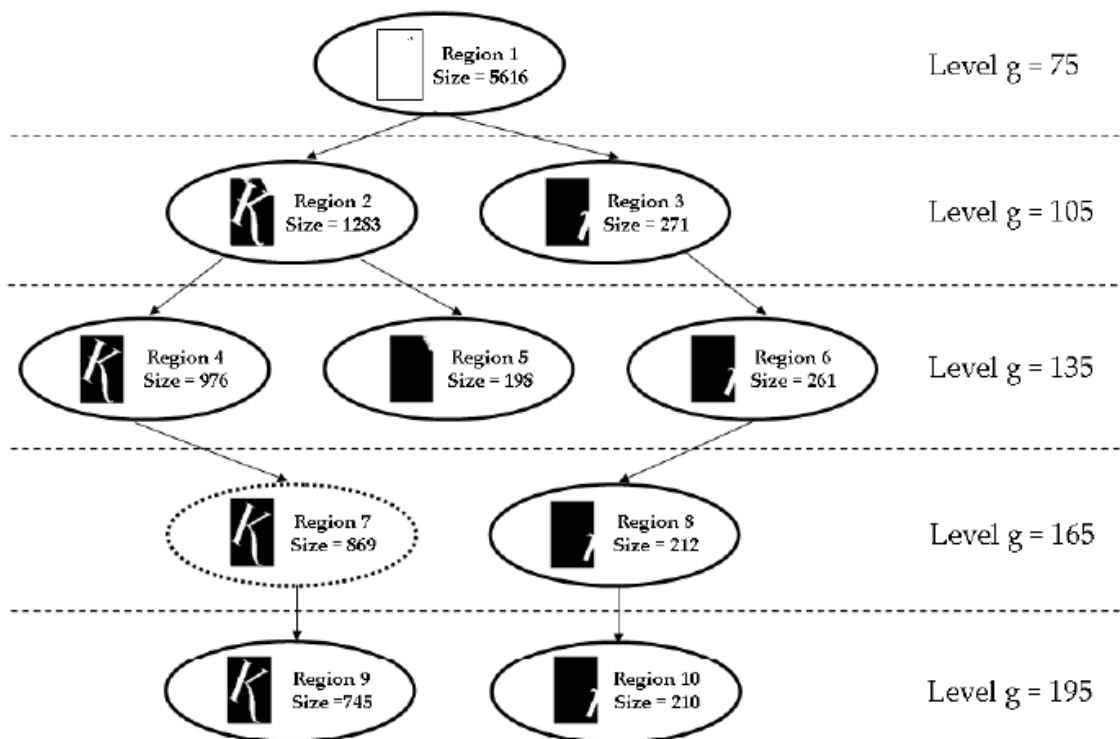 Region 1
Size = 5616
Level g = 75
Region 2
Size = 1283
Region 3
Size = 271
Level g = 105
Region 4
Size = 976
Region 5
Size = 198
Region 6
Size = 261
Level g = 135
Region 7
Size = 869
Region 8
Size = 212
Level g = 165
Region 9
Size =745
Region 10
Size = 210
Level g = 195